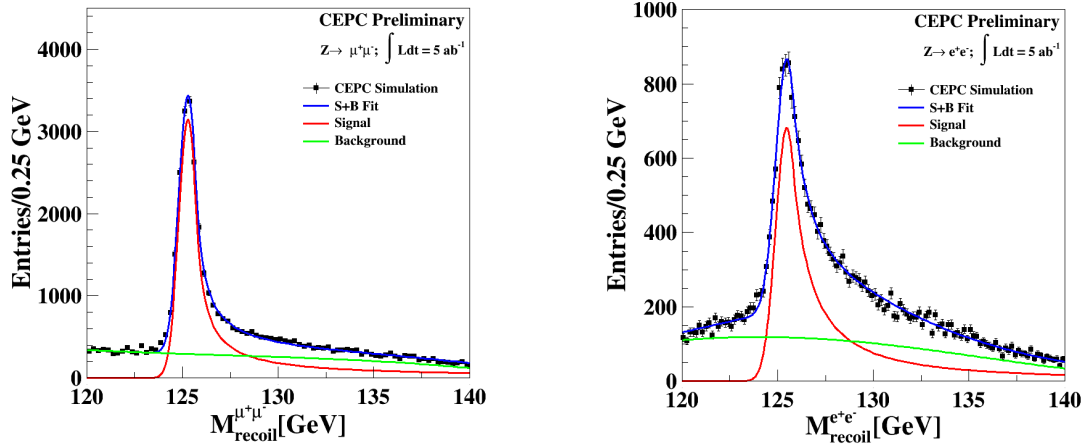 CEPC Preliminary
Z→ μ⁺μ⁻; ∫ Ldt = 5 ab⁻¹
CEPC Simulation
S+B Fit
Signal
Background
Entries/0.25 GeV
4000
3000
2000
1000
0
120
125
130
135
140
M_recoil^μ⁺μ⁻[GeV]
CEPC Preliminary
Z→ e⁺e⁻; ∫ Ldt = 5 ab⁻¹
CEPC Simulation
S+B Fit
Signal
Background
Entries/0.25 GeV
1000
800
600
400
200
0
120
125
130
135
140
M_recoil^e⁺e⁻[GeV]